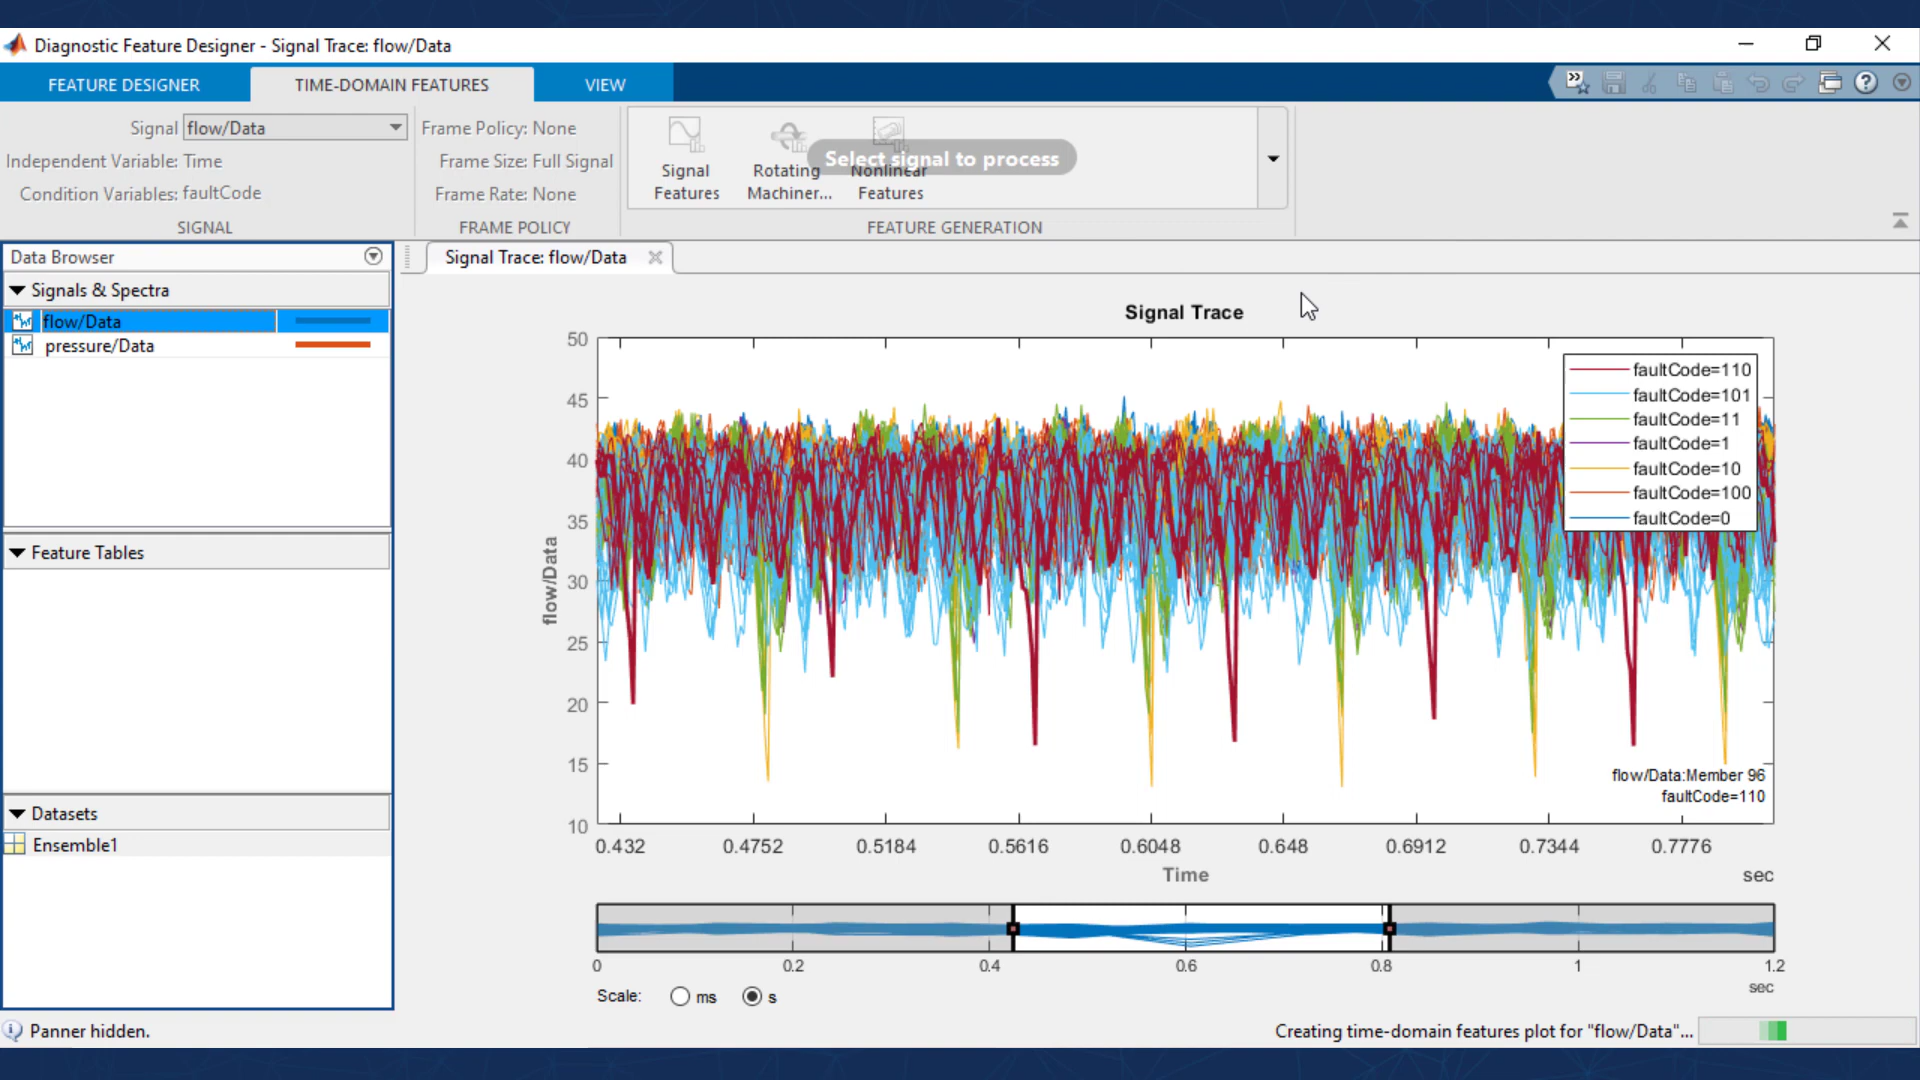 Diagnostic Feature Designer - Signal Trace: flow/Data
FEATURE DESIGNER
TIME-DOMAIN FEATURES
VIEW
Signal
flow/Data
Independent Variable: Time
Condition Variables: faultCode
SIGNAL
Frame Policy: None
Frame Size: Full Signal
Frame Rate: None
FRAME POLICY
Signal
Features
Rotating
Machiner...
Nonlinear
Features
Select signal to process
FEATURE GENERATION
Data Browser
Signals & Spectra
flow/Data
pressure/Data
Feature Tables
Datasets
Ensemble1
Signal Trace: flow/Data
Signal Trace
50
45
40
35
30
25
20
15
10
flow/Data
faultCode=110
faultCode=101
faultCode=11
faultCode=1
faultCode=10
faultCode=100
faultCode=0
flow/Data:Member 96
faultCode=110
0.432 0.4752 0.5184 0.5616 0.6048 0.648 0.6912 0.7344 0.7776
Time
sec
0 0.2 0.4 0.6 0.8 1 1.2
sec
Scale: ms s
Panner hidden.
Creating time-domain features plot for "flow/Data"...